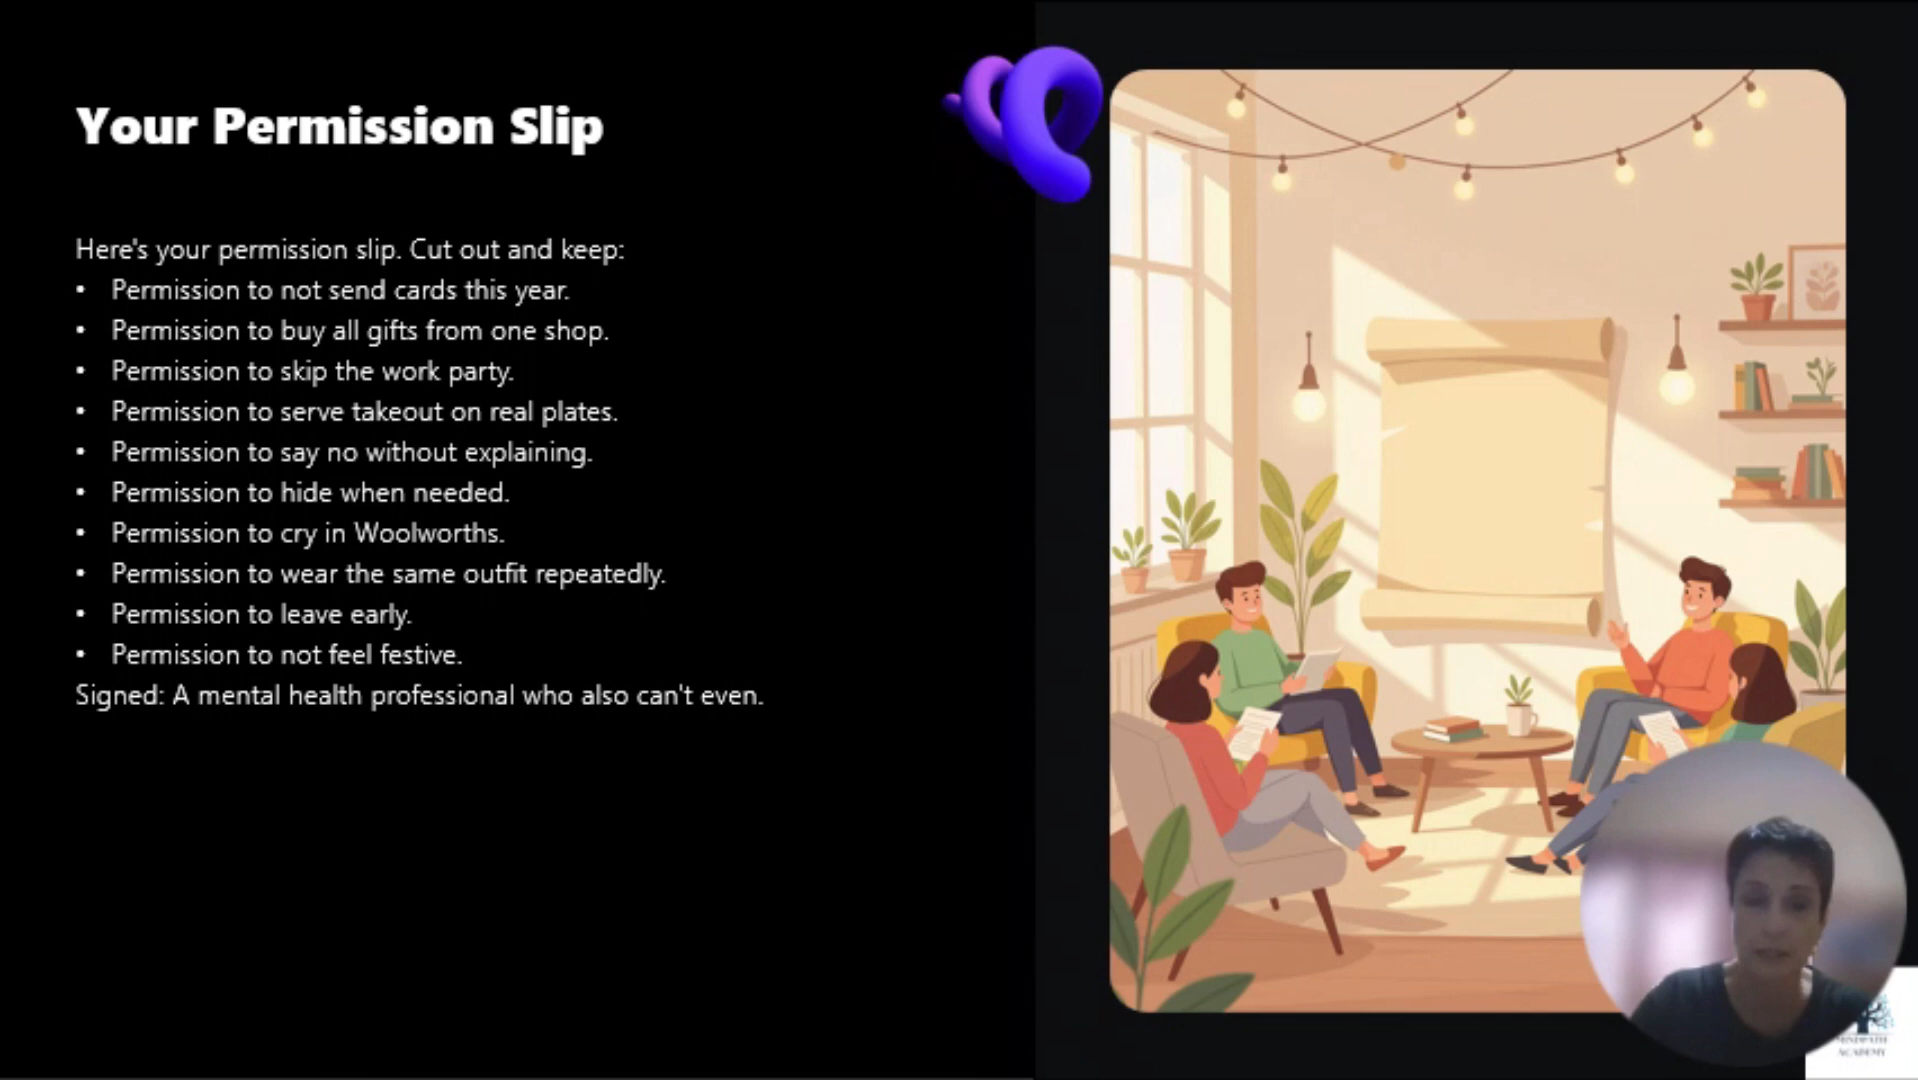 Your Permission Slip
Here's your permission slip. Cut out and keep:
• Permission to not send cards this year.
• Permission to buy all gifts from one shop.
• Permission to skip the work party.
• Permission to serve takeout on real plates.
• Permission to say no without explaining.
• Permission to hide when needed.
• Permission to cry in Woolworths.
• Permission to wear the same outfit repeatedly.
• Permission to leave early.
• Permission to not feel festive.
Signed: A mental health professional who also can't even.
MINDPATH
ACADEMY